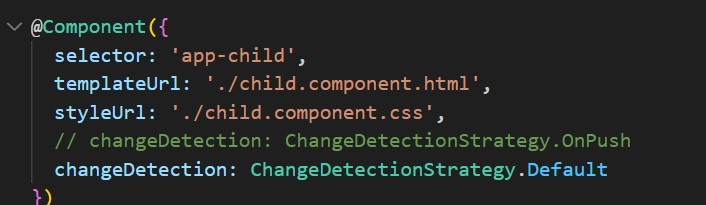 @Component({
  selector: 'app-child',
  templateUrl: './child.component.html',
  styleUrl: './child.component.css',
  // changeDetection: ChangeDetectionStrategy.OnPush
  changeDetection: ChangeDetectionStrategy.Default
})